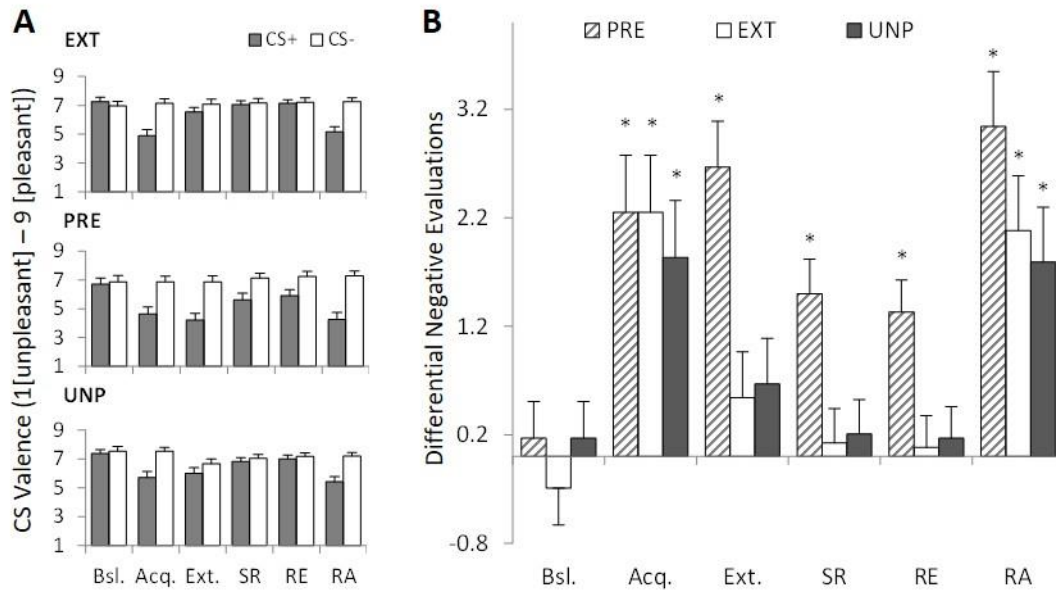 A
EXT
CS+ CS-
9
7
5
3
1
PRE
9
7
5
3
1
UNP
9
7
5
3
1
Bsl. Acq. Ext. SR RE RA
CS Valence (1[unpleasant] – 9 [pleasant])
B
PRE EXT UNP
Differential Negative Evaluations
3.2
2.2
1.2
0.2
-0.8
* * * * * * * * *
Bsl. Acq. Ext. SR RE RA